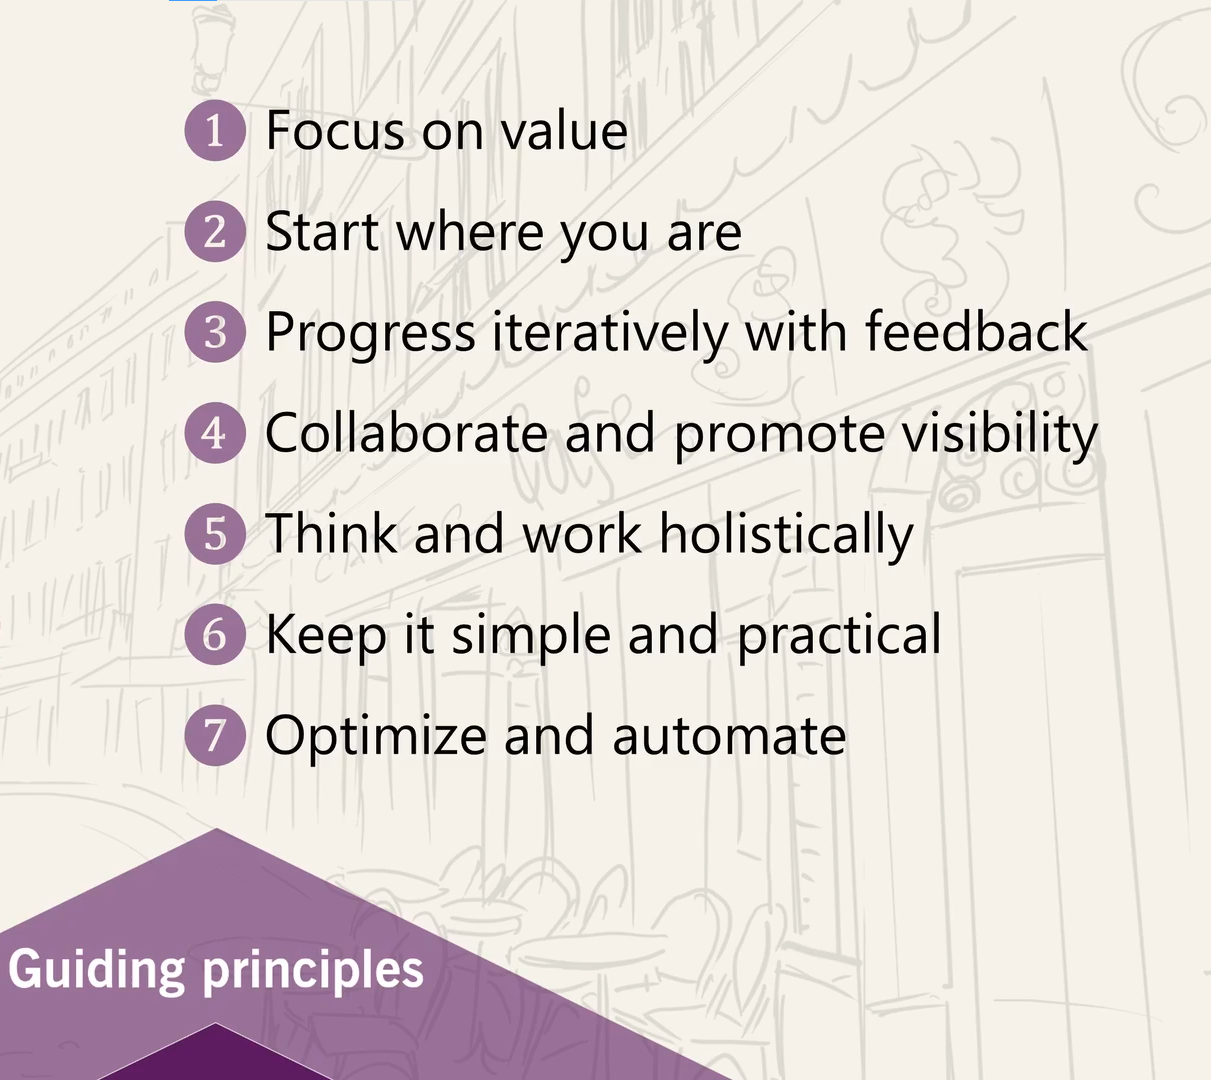 1 Focus on value
2 Start where you are
3 Progress iteratively with feedback
4 Collaborate and promote visibility
5 Think and work holistically
6 Keep it simple and practical
7 Optimize and automate
Guiding principles